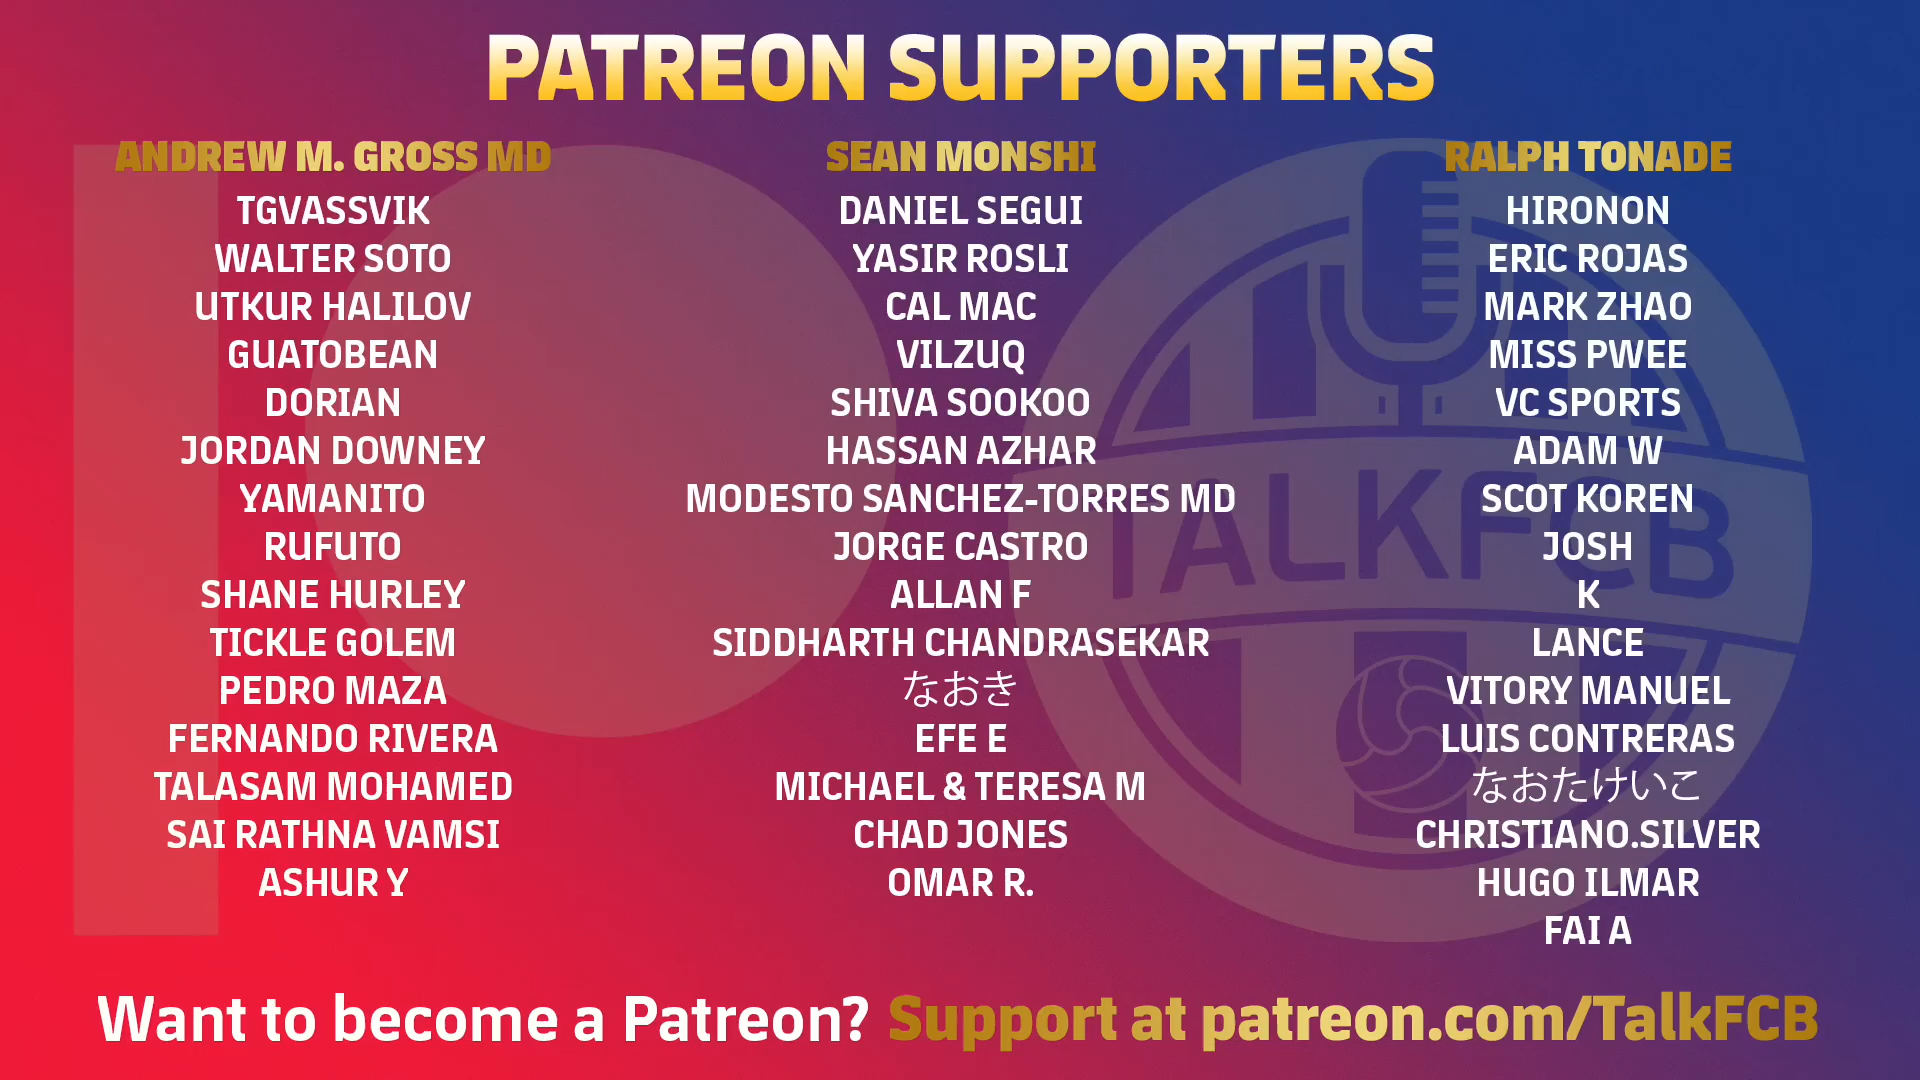 PATREON SUPPORTERS
ANDREW M. GROSS MD
TGVASSVIK
WALTER SOTO
UTKUR HALILOV
GUATOBEAN
DORIAN
JORDAN DOWNEY
YAMANITO
RUFUTO
SHANE HURLEY
TICKLE GOLEM
PEDRO MAZA
FERNANDO RIVERA
TALASAM MOHAMED
SAI RATHNA VAMSI
ASHUR Y
SEAN MONSHI
DANIEL SEGUI
YASIR ROSLI
CAL MAC
VILZUQ
SHIVA SOOKOO
HASSAN AZHAR
MODESTO SANCHEZ-TORRES MD
JORGE CASTRO
ALLAN F
SIDDHARTH CHANDRASEKAR
なおき
EFE E
MICHAEL & TERESA M
CHAD JONES
OMAR R.
RALPH TONADE
HIRONON
ERIC ROJAS
MARK ZHAO
MISS PWEE
VC SPORTS
ADAM W
SCOT KOREN
JOSH
K
LANCE
VITORY MANUEL
LUIS CONTRERAS
なおたけいこ
CHRISTIANO.SILVER
HUGO ILMAR
FAI A
TALKFCB
Want to become a Patreon? Support at patreon.com/TalkFCB